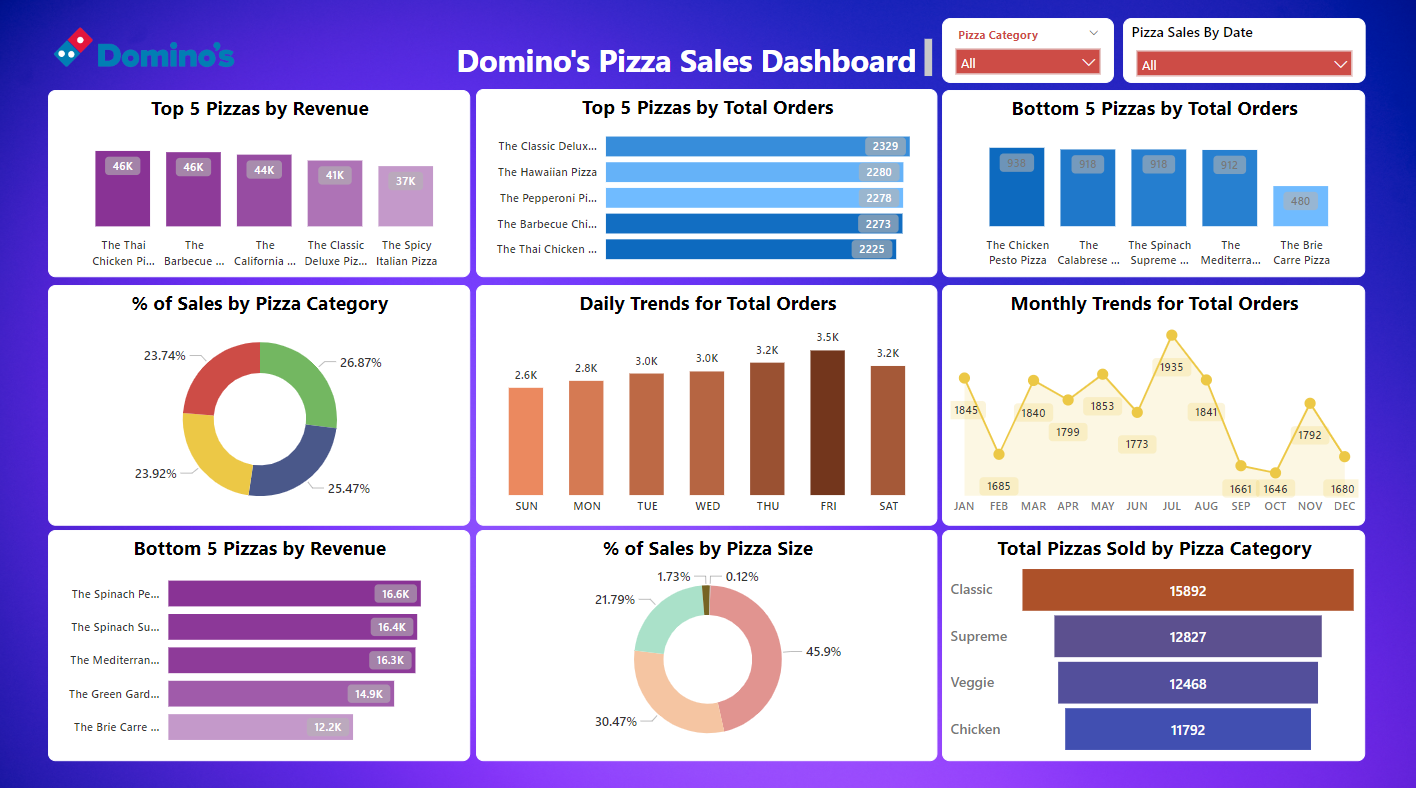 Domino's
Domino's Pizza Sales Dashboard
Pizza Category
All
Pizza Sales By Date
All
Top 5 Pizzas by Revenue
46K
46K
44K
41K
37K
The Thai
Chicken Pi...
The
Barbecue ...
The
California ...
The Classic
Deluxe Piz...
The Spicy
Italian Pizza
Top 5 Pizzas by Total Orders
The Classic Delux... 2329
The Hawaiian Pizza 2280
The Pepperoni Pi... 2278
The Barbecue Chi... 2273
The Thai Chicken ... 2225
Bottom 5 Pizzas by Total Orders
938
918
918
912
480
The Chicken
Pesto Pizza
The
Calabrese ...
The Spinach
Supreme ...
The
Mediterra...
The Brie
Carre Pizza
% of Sales by Pizza Category
23.74%
26.87%
23.92%
25.47%
Daily Trends for Total Orders
2.6K
2.8K
3.0K
3.0K
3.2K
3.5K
3.2K
SUN MON TUE WED THU FRI SAT
Monthly Trends for Total Orders
1845
1685
1840
1799
1853
1773
1935
1841
1661
1646
1792
1680
JAN FEB MAR APR MAY JUN JUL AUG SEP OCT NOV DEC
Bottom 5 Pizzas by Revenue
The Spinach Pe... 16.6K
The Spinach Su... 16.4K
The Mediterran... 16.3K
The Green Gard... 14.9K
The Brie Carre ... 12.2K
% of Sales by Pizza Size
1.73%
0.12%
21.79%
45.9%
30.47%
Total Pizzas Sold by Pizza Category
Classic 15892
Supreme 12827
Veggie 12468
Chicken 11792